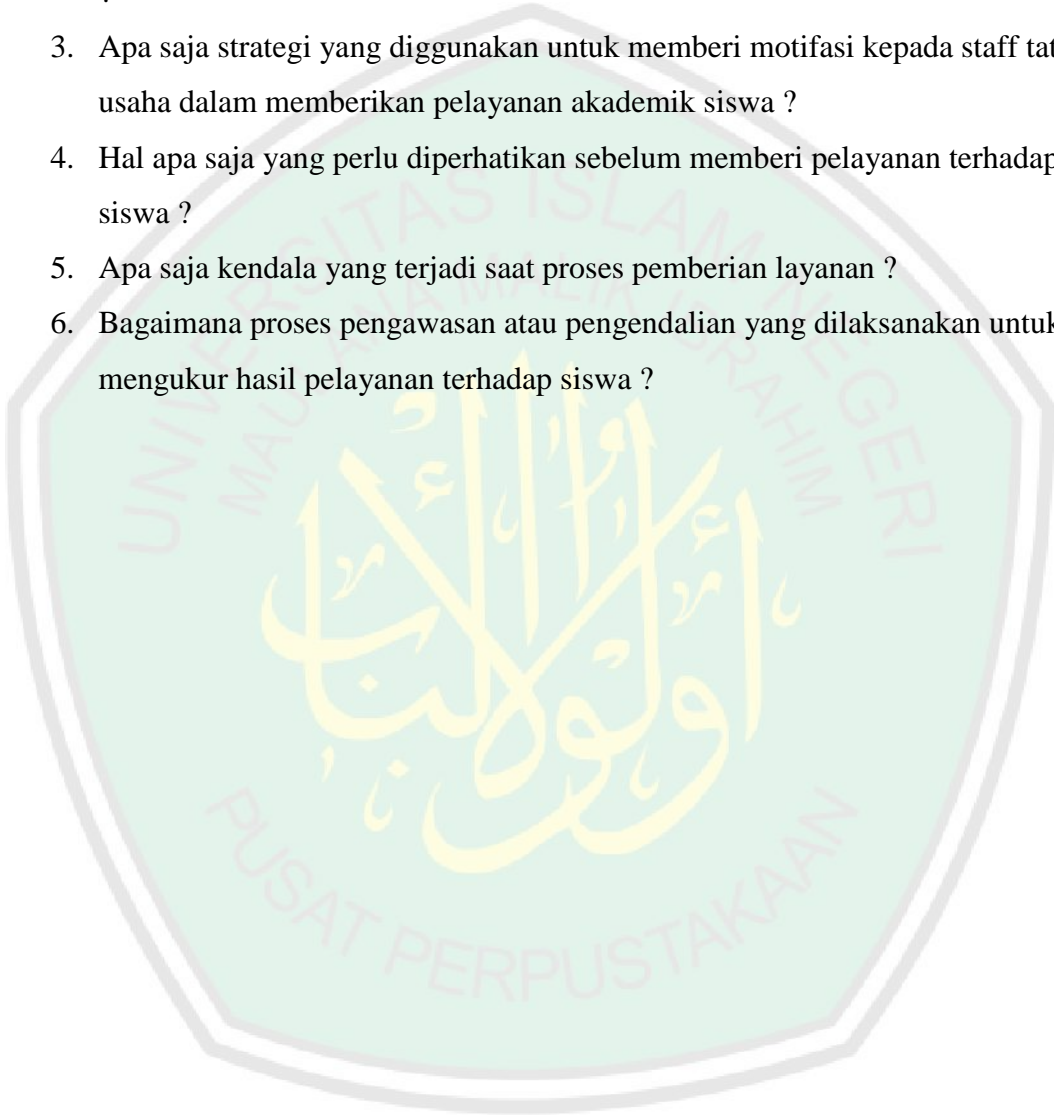 3. Apa saja strategi yang diggunakan untuk memberi motifasi kepada staff tat
usaha dalam memberikan pelayanan akademik siswa ?
4. Hal apa saja yang perlu diperhatikan sebelum memberi pelayanan terhadap
siswa ?
5. Apa saja kendala yang terjadi saat proses pemberian layanan ?
6. Bagaimana proses pengawasan atau pengendalian yang dilaksanakan untuk
mengukur hasil pelayanan terhadap siswa ?
UNIVERSITAS ISLAM NEGERI
MAULANA MALIK IBRAHIM
PUSAT PERPUSTAKAAN